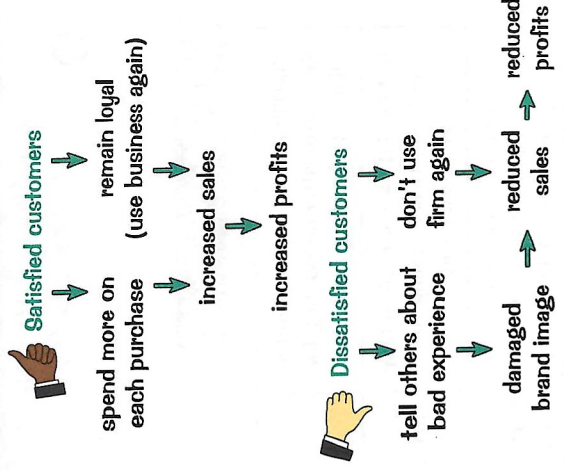 Satisfied customers
spend more on
each purchase
remain loyal
(use business again)
increased sales
increased profits
Dissatisfied customers
tell others about
bad experience
don't use
firm again
damaged
brand image
reduced
sales
reduced
profits